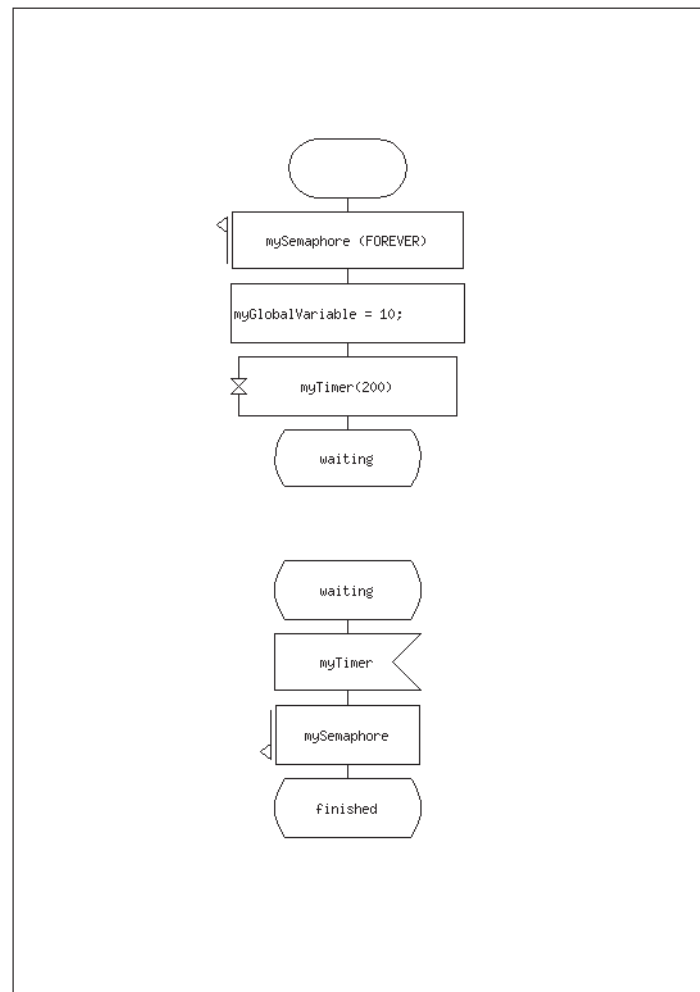 mySemaphore (FOREVER)
myGlobalVariable = 10;
myTimer(200)
waiting
waiting
myTimer
mySemaphore
finished